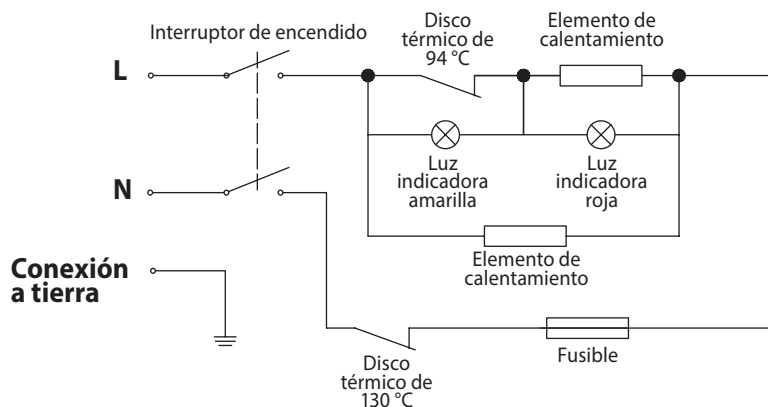 Interruptor de encendido
Disco
térmico de
94 °C
Elemento de
calentamiento
L
Luz
indicadora
amarilla
Luz
indicadora
roja
N
Elemento de
calentamiento
Conexión
a tierra
Disco
térmico de
130 °C
Fusible